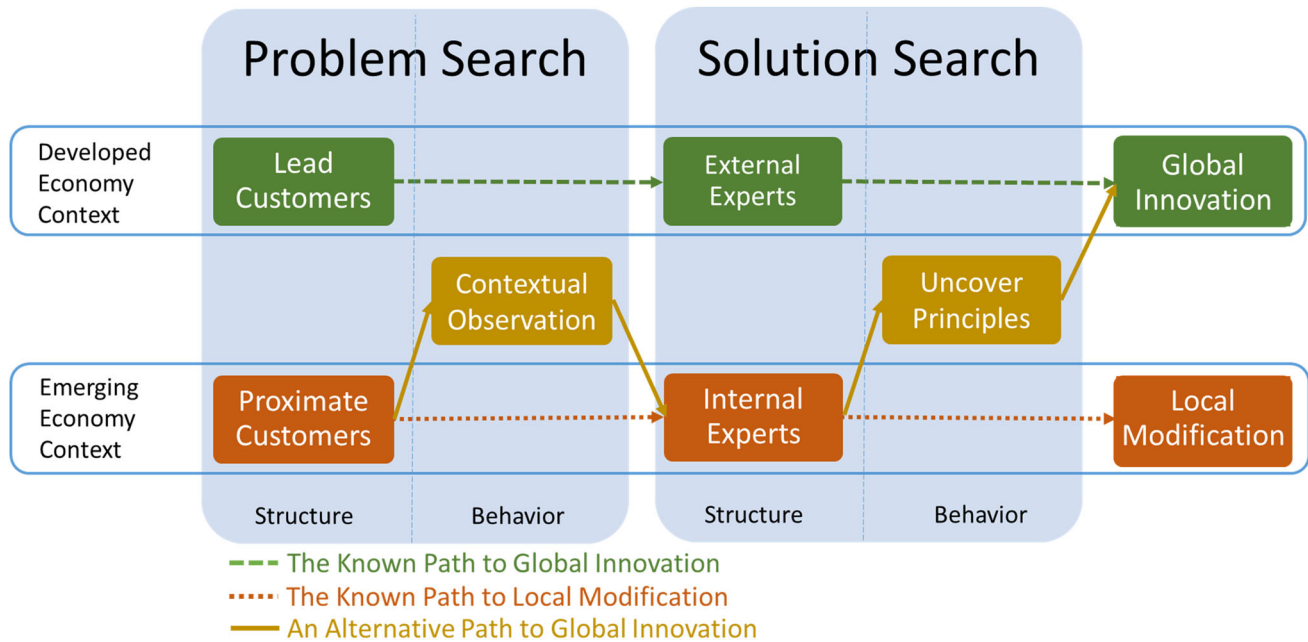 Problem Search
Solution Search
Developed
Economy
Context
Lead
Customers
External
Experts
Global
Innovation
Contextual
Observation
Uncover
Principles
Emerging
Economy
Context
Proximate
Customers
Internal
Experts
Local
Modification
Structure
Behavior
Structure
Behavior
The Known Path to Global Innovation
The Known Path to Local Modification
An Alternative Path to Global Innovation